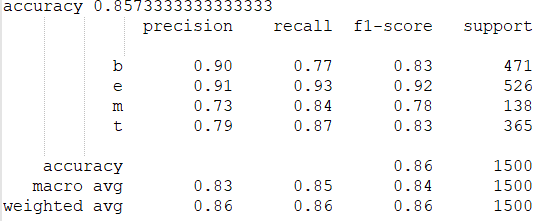 accuracy 0.8573333333333333
precision recall f1-score support
b 0.90 0.77 0.83 471
e 0.91 0.93 0.92 526
m 0.73 0.84 0.78 138
t 0.79 0.87 0.83 365
accuracy 0.86 1500
macro avg 0.83 0.85 0.84 1500
weighted avg 0.86 0.86 0.86 1500